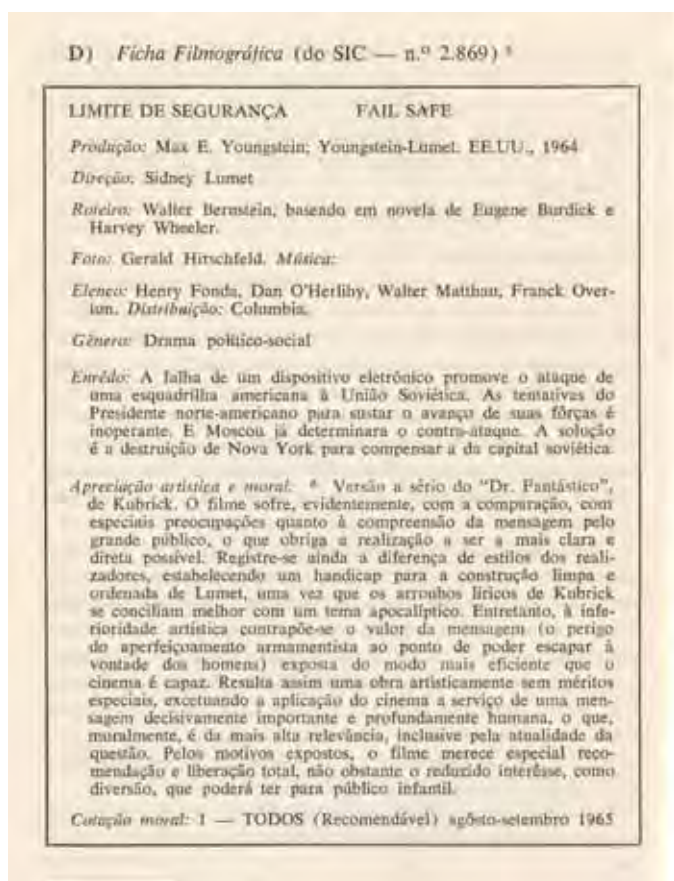 D) Ficha Filmográfica (do SIC — n.º 2.869) ⁵
LIMITE DE SEGURANÇA FAIL SAFE
Produção: Max E. Youngstein; Youngstein-Lumet. EE.UU., 1964
Direção: Sidney Lumet
Roteiro: Walter Bernstein, baseado em novela de Eugene Burdick e
Harvey Wheeler.
Foto: Gerald Hirschfeld. Música:
Elenco: Henry Fonda, Dan O'Herlihy, Walter Matthau, Franck Over-
ton. Distribuição: Columbia.
Gênero: Drama político-social
Enrêdo: A falha de um dispositivo eletrônico promove o ataque de
uma esquadrilha americana à União Soviética. As tentativas do
Presidente norte-americano para sustar o avanço de suas fôrças é
inoperante. E Moscou já determinara o contra-ataque. A solução
é a destruição de Nova York para compensar a da capital soviética.
Apreciação artística e moral: ⁶ Versão a sério do "Dr. Fantástico",
de Kubrick. O filme sofre, evidentemente, com a comparação, com
especiais preocupações quanto à compreensão da mensagem pelo
grande público, o que obriga a realização a ser a mais clara e
direta possível. Registre-se ainda a diferença de estilos dos reali-
zadores, estabelecendo um handicap para a construção limpa e
ordenada de Lumet, uma vez que os arroubos líricos de Kubrick
se conciliam melhor com um tema apocalíptico. Entretanto, à infe-
rioridade artística contrapõe-se o valor da mensagem (o perigo
do aperfeiçoamento armamentista ao ponto de poder escapar à
vontade dos homens) exposta do modo mais eficiente que o
cinema é capaz. Resulta assim uma obra artisticamente sem méritos
especiais, excetuando a aplicação do cinema a serviço de uma men-
sagem decisivamente importante e profundamente humana, o que,
moralmente, é da mais alta relevância, inclusive pela atualidade da
questão. Pelos motivos expostos, o filme merece especial reco-
mendação e liberação total, não obstante o reduzido interêsse, como
diversão, que poderá ter para público infantil.
Cotação moral: 1 — TODOS (Recomendável) agôsto-setembro 1965